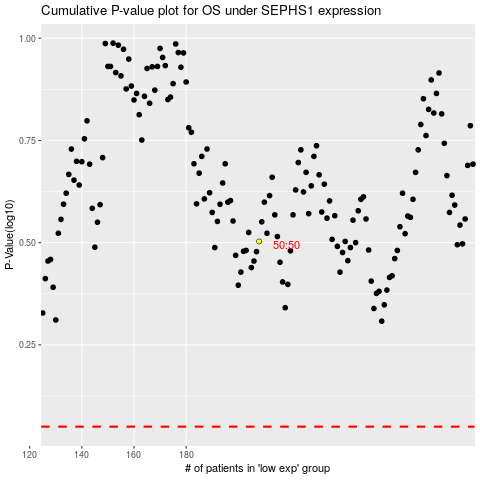 Cumulative P-value plot for OS under SEPHS1 expression
P-Value(log10)
1.00
0.75
0.50
0.25
50:50
120 140 160 180
# of patients in 'low exp' group